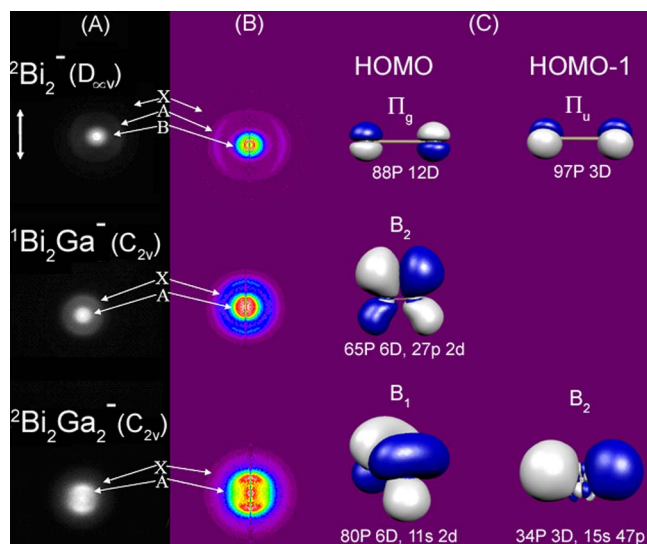 (A) (B) (C)
HOMO HOMO-1
²Bi₂⁻(D∞v)
X
A
B
Πg Πu
88P 12D 97P 3D
¹Bi₂Ga⁻(C₂v)
X
A
B₂
65P 6D, 27p 2d
²Bi₂Ga₂⁻(C₂v)
X
A
B₁ B₂
80P 6D, 11s 2d 34P 3D, 15s 47p